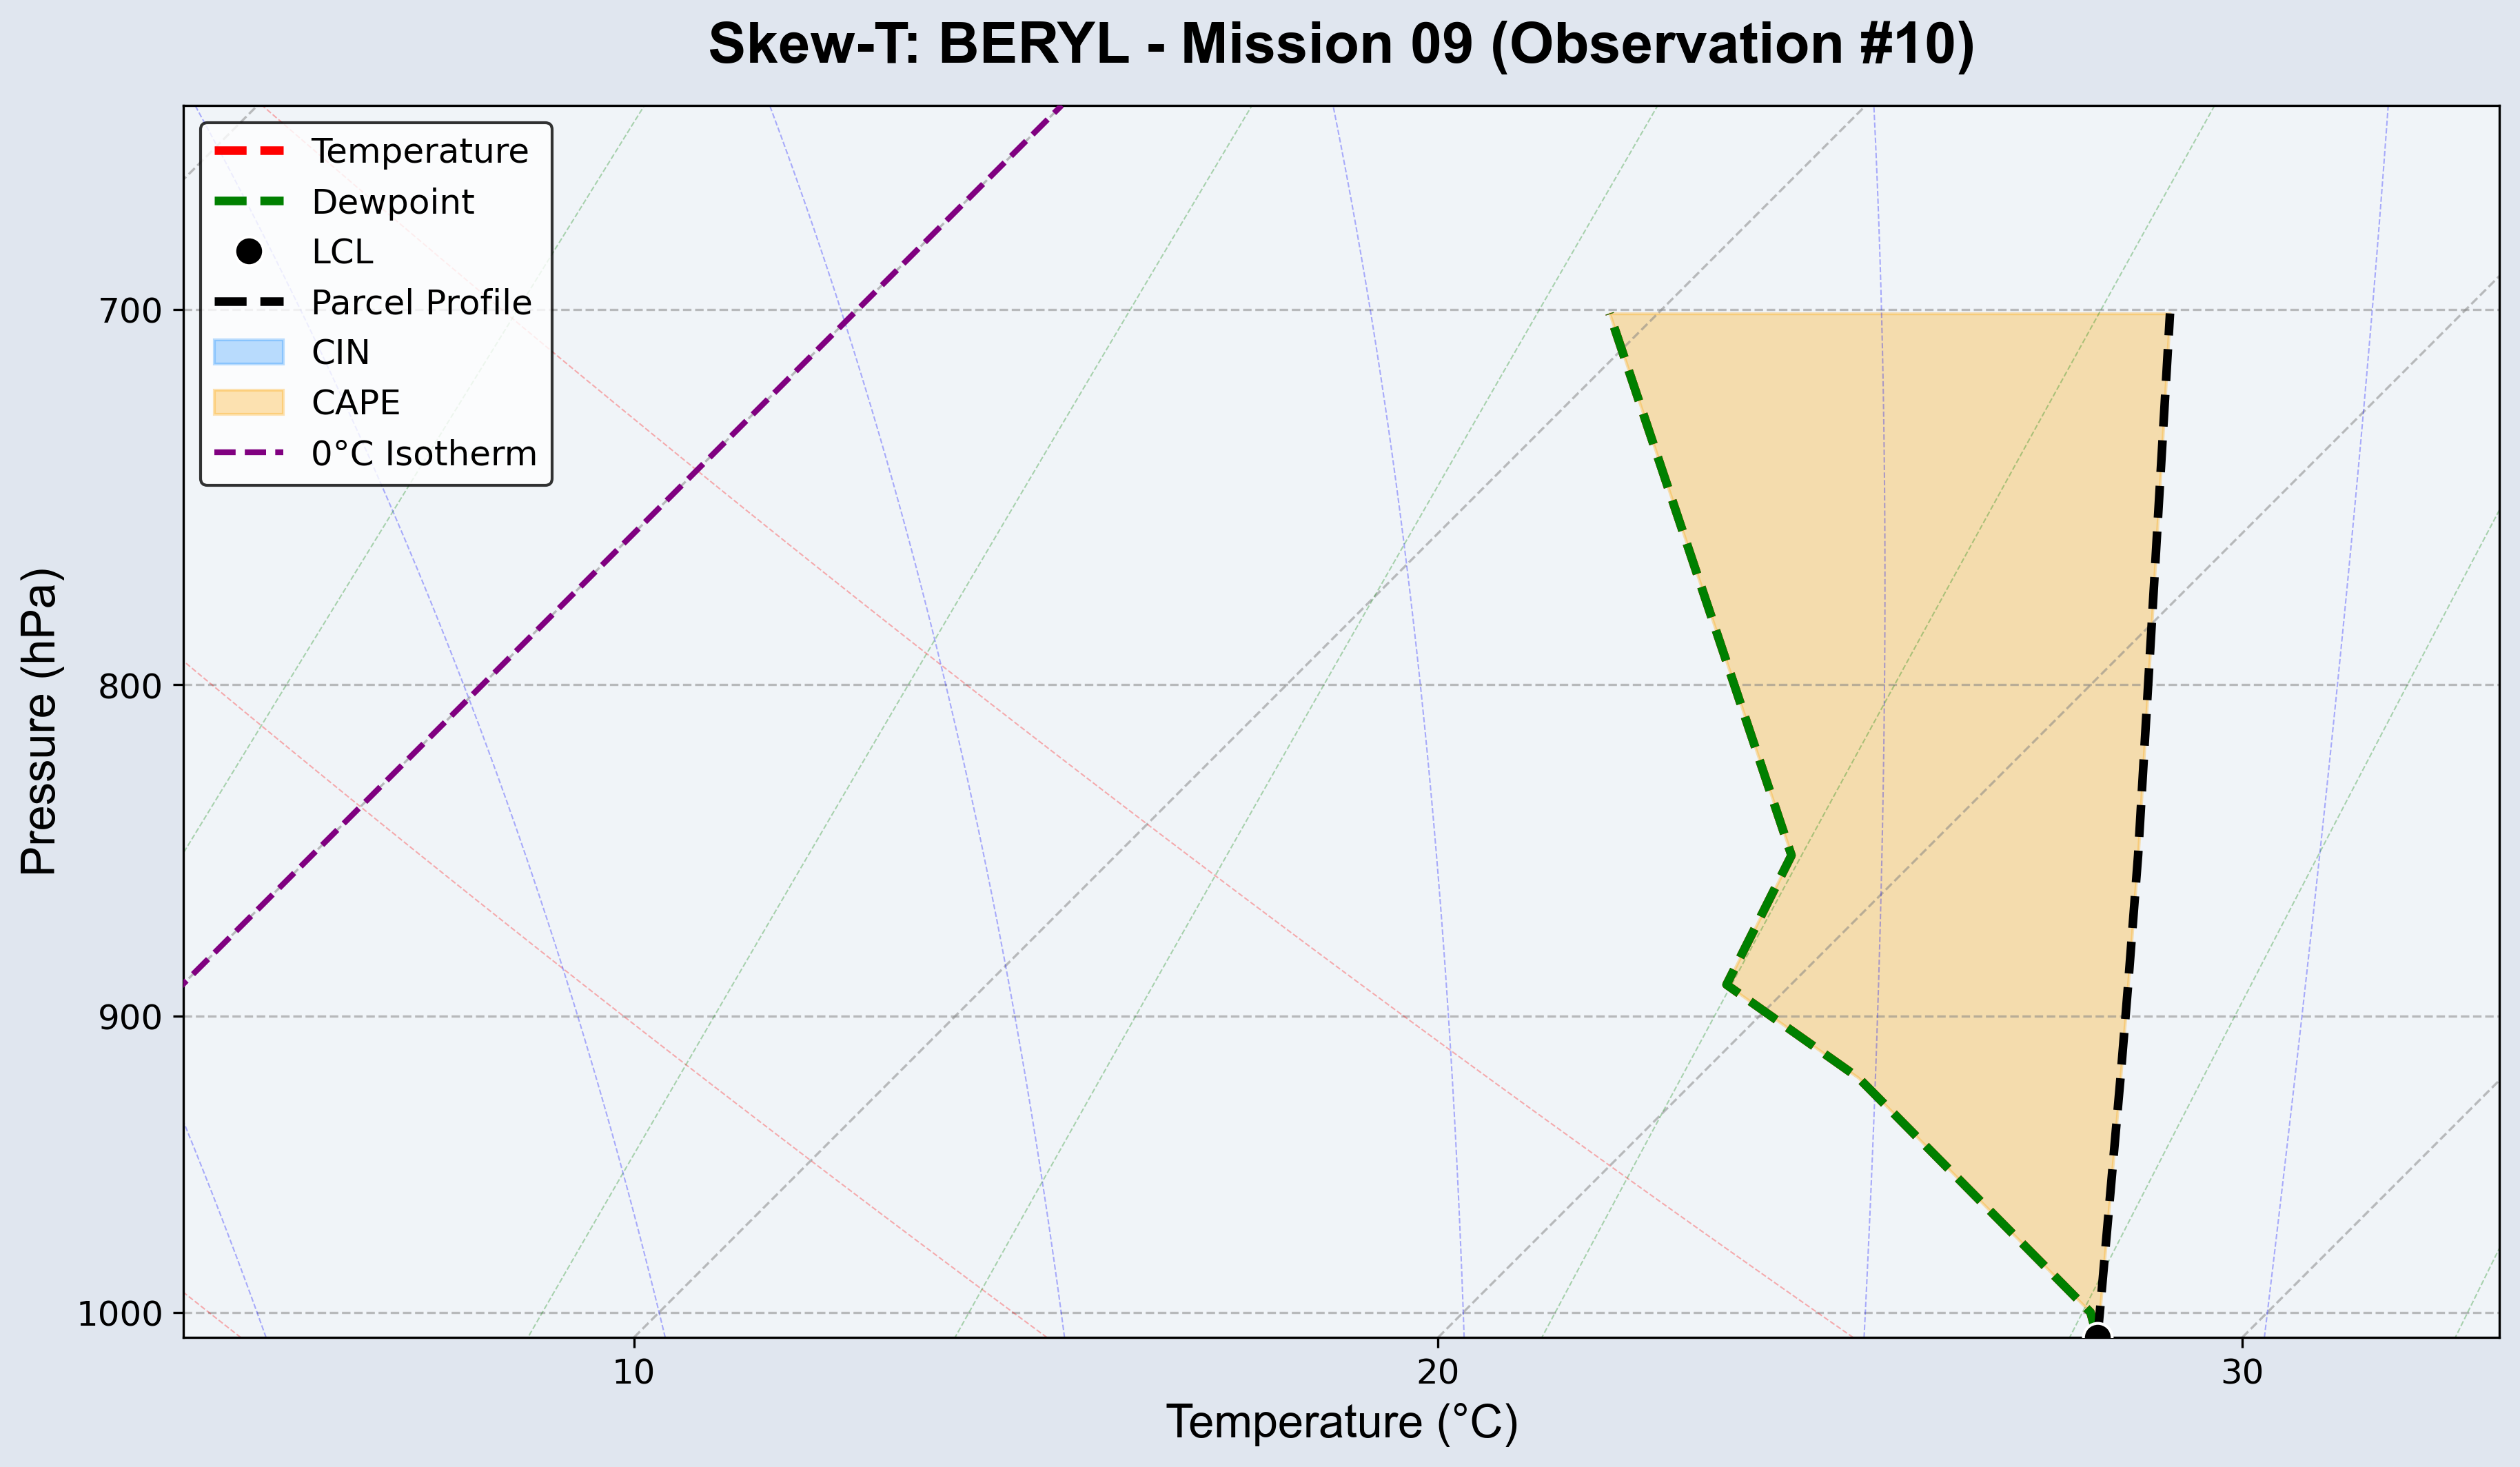 Skew-T: BERYL - Mission 09 (Observation #10)
Temperature
Dewpoint
LCL
Parcel Profile
CIN
CAPE
0°C Isotherm
Pressure (hPa)
700
800
900
1000
10
20
30
Temperature (°C)